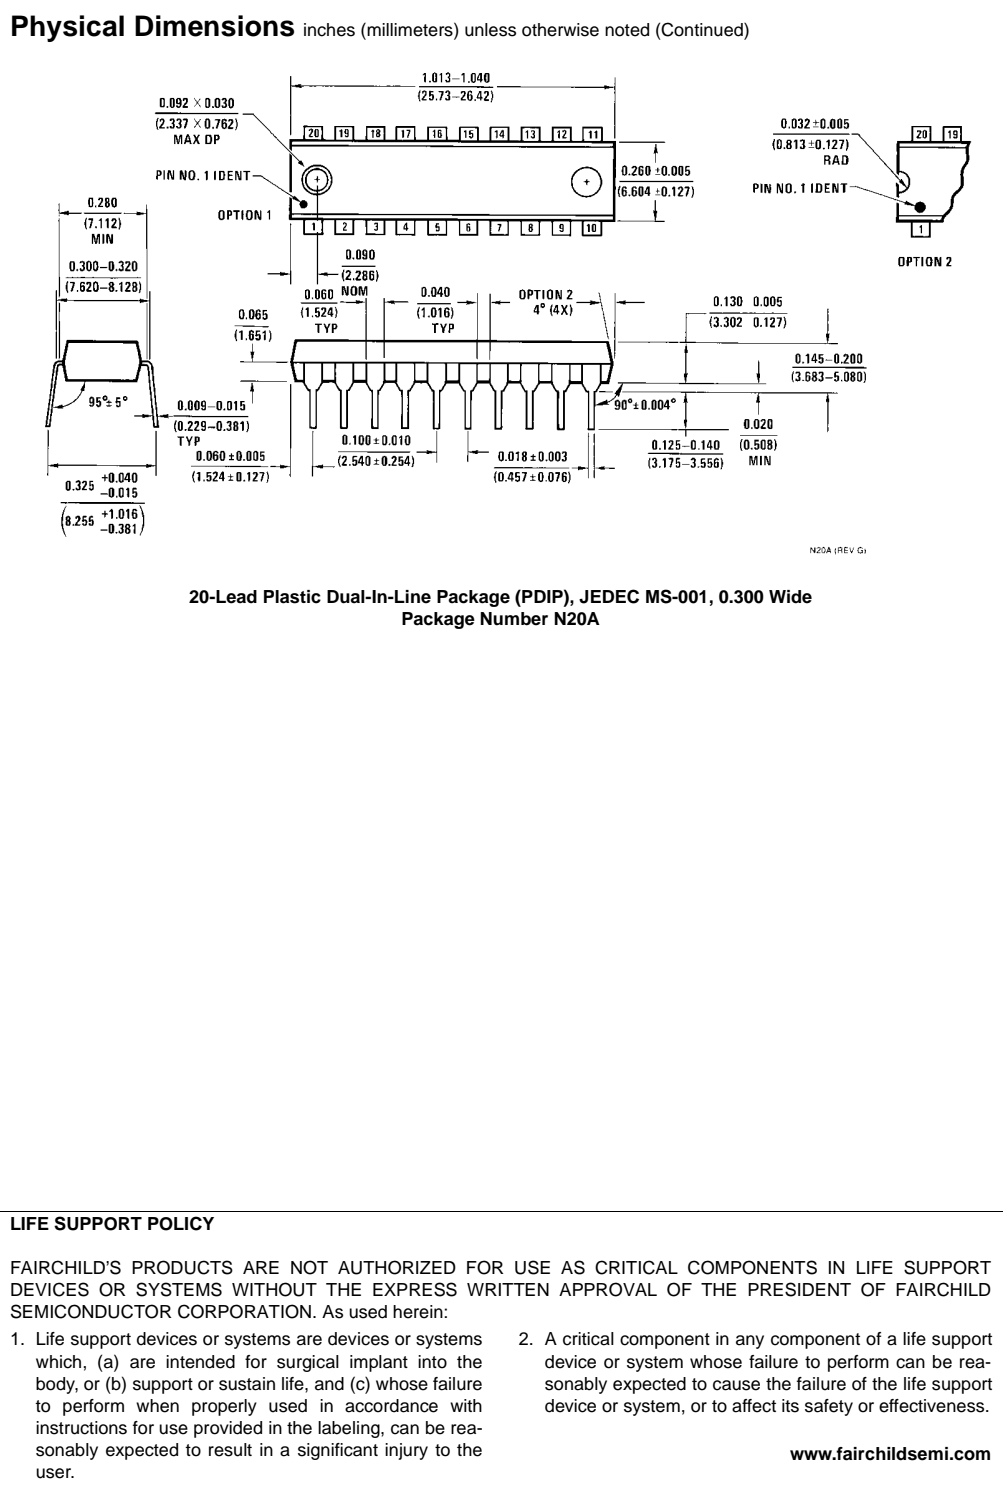 Physical Dimensions inches (millimeters) unless otherwise noted (Continued)
1.013–1.040
(25.73–26.42)
0.092 × 0.030
(2.337 × 0.762)
MAX DP
PIN NO. 1 IDENT
OPTION 1
20 19 18 17 16 15 14 13 12 11
1 2 3 4 5 6 7 8 9 10
0.260 ±0.005
(6.604 ±0.127)
0.032 ±0.005
(0.813 ±0.127)
RAD
PIN NO. 1 IDENT
20 19
1
OPTION 2
0.280
(7.112)
MIN
0.300–0.320
(7.620–8.128)
0.090
(2.286)
NOM
0.060
(1.524)
TYP
0.040
(1.016)
TYP
OPTION 2
4° (4X)
0.065
(1.651)
0.130 0.005
(3.302 0.127)
0.145–0.200
(3.683–5.080)
95°± 5°
0.009–0.015
(0.229–0.381)
TYP
90°±0.004°
0.020
(0.508)
MIN
0.125–0.140
(3.175–3.556)
0.100 ± 0.010
(2.540 ± 0.254)
0.018 ± 0.003
(0.457 ± 0.076)
0.060 ± 0.005
(1.524 ± 0.127)
0.325 +0.040
–0.015
(8.255 +1.016
–0.381)
N20A (REV G)
20-Lead Plastic Dual-In-Line Package (PDIP), JEDEC MS-001, 0.300 Wide
Package Number N20A
LIFE SUPPORT POLICY
FAIRCHILD'S PRODUCTS ARE NOT AUTHORIZED FOR USE AS CRITICAL COMPONENTS IN LIFE SUPPORT
DEVICES OR SYSTEMS WITHOUT THE EXPRESS WRITTEN APPROVAL OF THE PRESIDENT OF FAIRCHILD
SEMICONDUCTOR CORPORATION. As used herein:
1. Life support devices or systems are devices or systems
which, (a) are intended for surgical implant into the
body, or (b) support or sustain life, and (c) whose failure
to perform when properly used in accordance with
instructions for use provided in the labeling, can be rea-
sonably expected to result in a significant injury to the
user.
2. A critical component in any component of a life support
device or system whose failure to perform can be rea-
sonably expected to cause the failure of the life support
device or system, or to affect its safety or effectiveness.
www.fairchildsemi.com